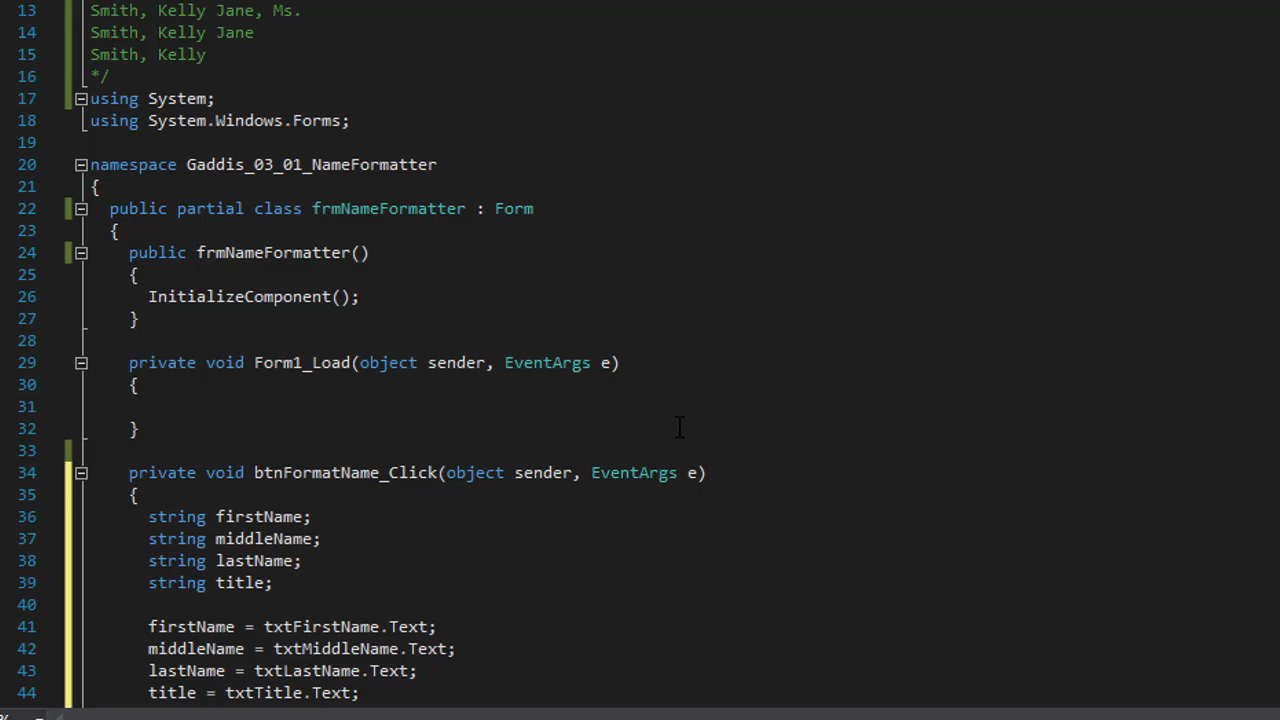 13 Smith, Kelly Jane, Ms.
14 Smith, Kelly Jane
15 Smith, Kelly
16 */
17 using System;
18 using System.Windows.Forms;
19
20 namespace Gaddis_03_01_NameFormatter
21 {
22 public partial class frmNameFormatter : Form
23 {
24 public frmNameFormatter()
25 {
26 InitializeComponent();
27 }
28
29 private void Form1_Load(object sender, EventArgs e)
30 {
31
32 }
33
34 private void btnFormatName_Click(object sender, EventArgs e)
35 {
36 string firstName;
37 string middleName;
38 string lastName;
39 string title;
40
41 firstName = txtFirstName.Text;
42 middleName = txtMiddleName.Text;
43 lastName = txtLastName.Text;
44 title = txtTitle.Text;
%